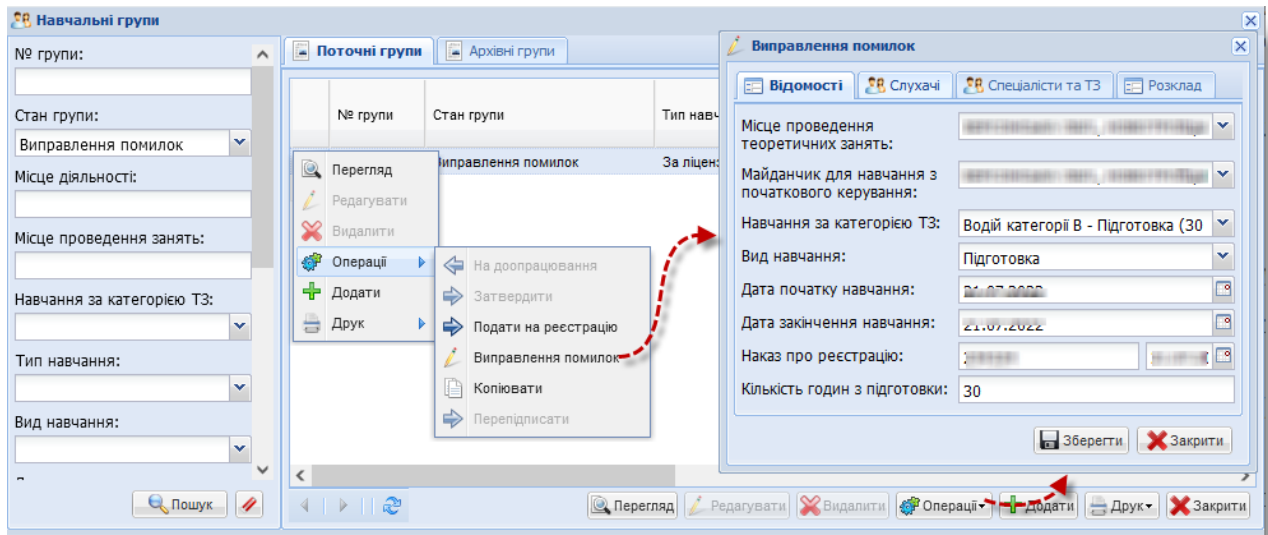 Навчальні групи
№ групи:
Стан групи:
Виправлення помилок
Місце діяльності:
Місце проведення занять:
Навчання за категорією ТЗ:
Тип навчання:
Вид навчання:
Пошук
Поточні групи
Архівні групи
№ групи
Стан групи
Тип навч
Виправлення помилок
За ліцен
Перегляд
Редагувати
Видалити
Операції
Додати
Друк
На доопрацювання
Затвердити
Подати на реєстрацію
Виправлення помилок
Копіювати
Перепідписати
Виправлення помилок
Відомості
Слухачі
Спеціалісти та ТЗ
Розклад
Місце проведення
теоретичних занять:
Майданчик для навчання з
початкового керування:
Навчання за категорією ТЗ:
Водій категорії B - Підготовка (30
Вид навчання:
Підготовка
Дата початку навчання:
Дата закінчення навчання:
Наказ про реєстрацію:
Кількість годин з підготовки:
30
Зберегти
Закрити
Перегляд
Редагувати
Видалити
Операції
Додати
Друк
Закрити